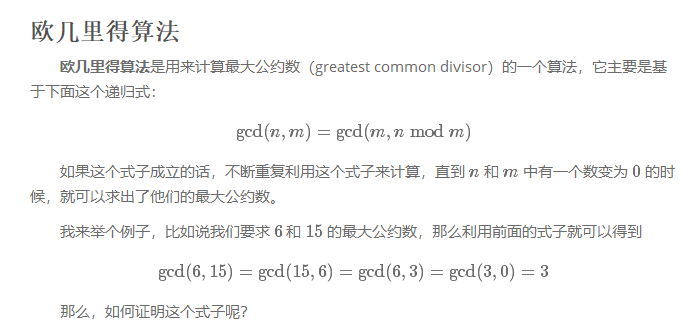 欧几里得算法
欧几里得算法是用来计算最大公约数（greatest common divisor）的一个算法，它主要是基
于下面这个递归式：
gcd(n, m) = gcd(m, n mod m)
如果这个式子成立的话，不断重复利用这个式子来计算，直到 n 和 m 中有一个数变为 0 的时
候，就可以求出了他们的最大公约数。
我来举个例子，比如说我们要求 6 和 15 的最大公约数，那么利用前面的式子就可以得到
gcd(6, 15) = gcd(15, 6) = gcd(6, 3) = gcd(3, 0) = 3
那么，如何证明这个式子呢？